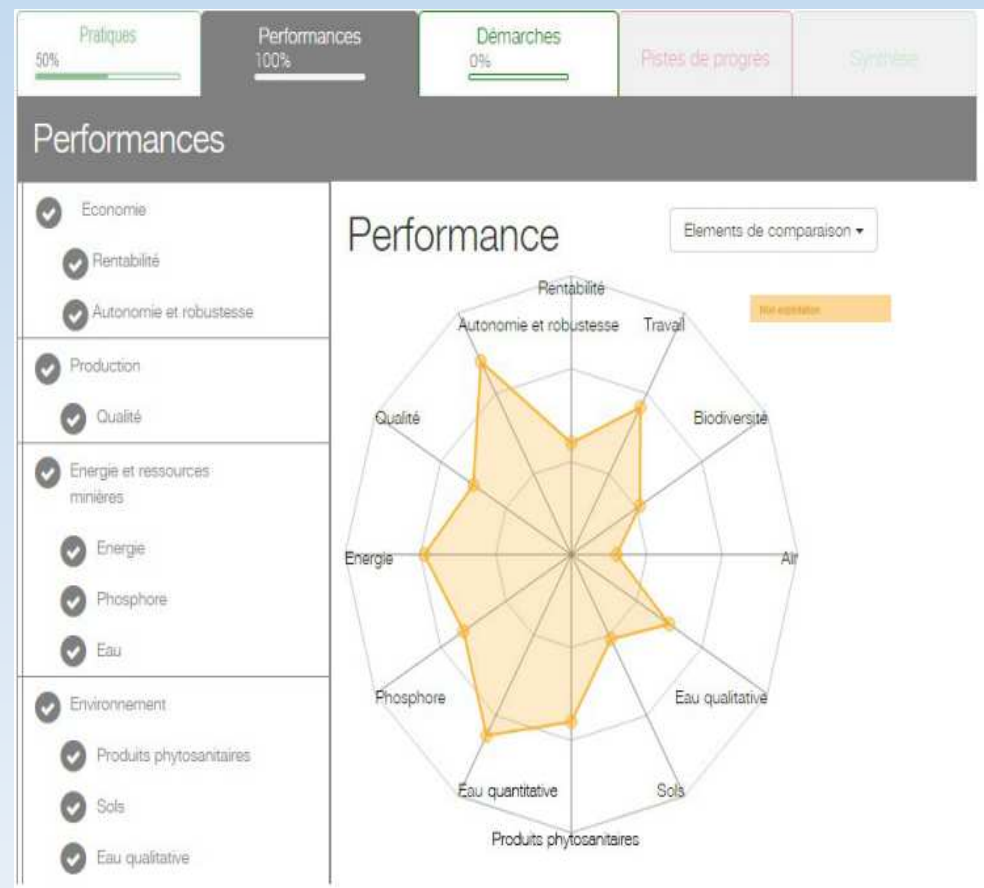 Pratiques
50%
Performances
100%
Démarches
0%
Pistes de progrès
Synthèse
Performances
Economie
Rentabilité
Autonomie et robustesse
Production
Qualité
Energie et ressources
minières
Energie
Phosphore
Eau
Environnement
Produits phytosanitaires
Sols
Eau qualitative
Performance
Elements de comparaison
Mon exploitation
Rentabilité
Autonomie et robustesse
Travail
Qualité
Biodiversité
Energie
Air
Phosphore
Eau qualitative
Eau quantitative
Sols
Produits phytosanitaires